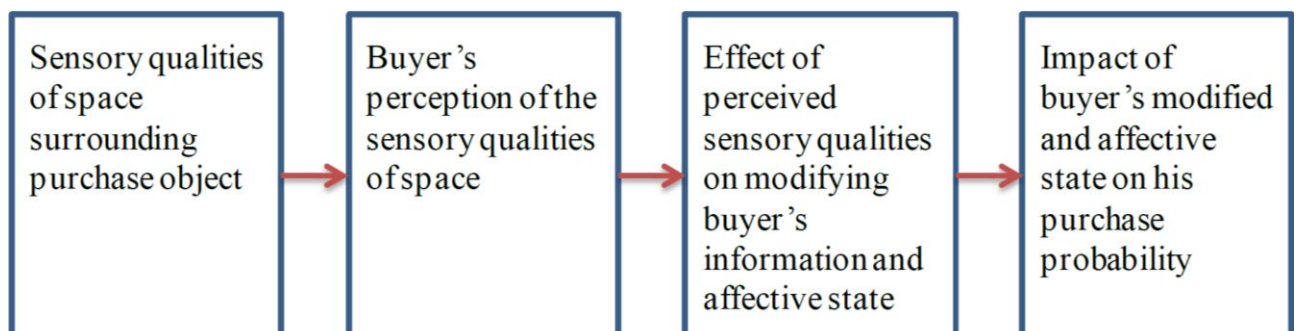 Sensory qualities
of space
surrounding
purchase object
Buyer's
perception of the
sensory qualities
of space
Effect of
perceived
sensory qualities
on modifying
buyer's
information and
affective state
Impact of
buyer's modified
and affective
state on his
purchase
probability